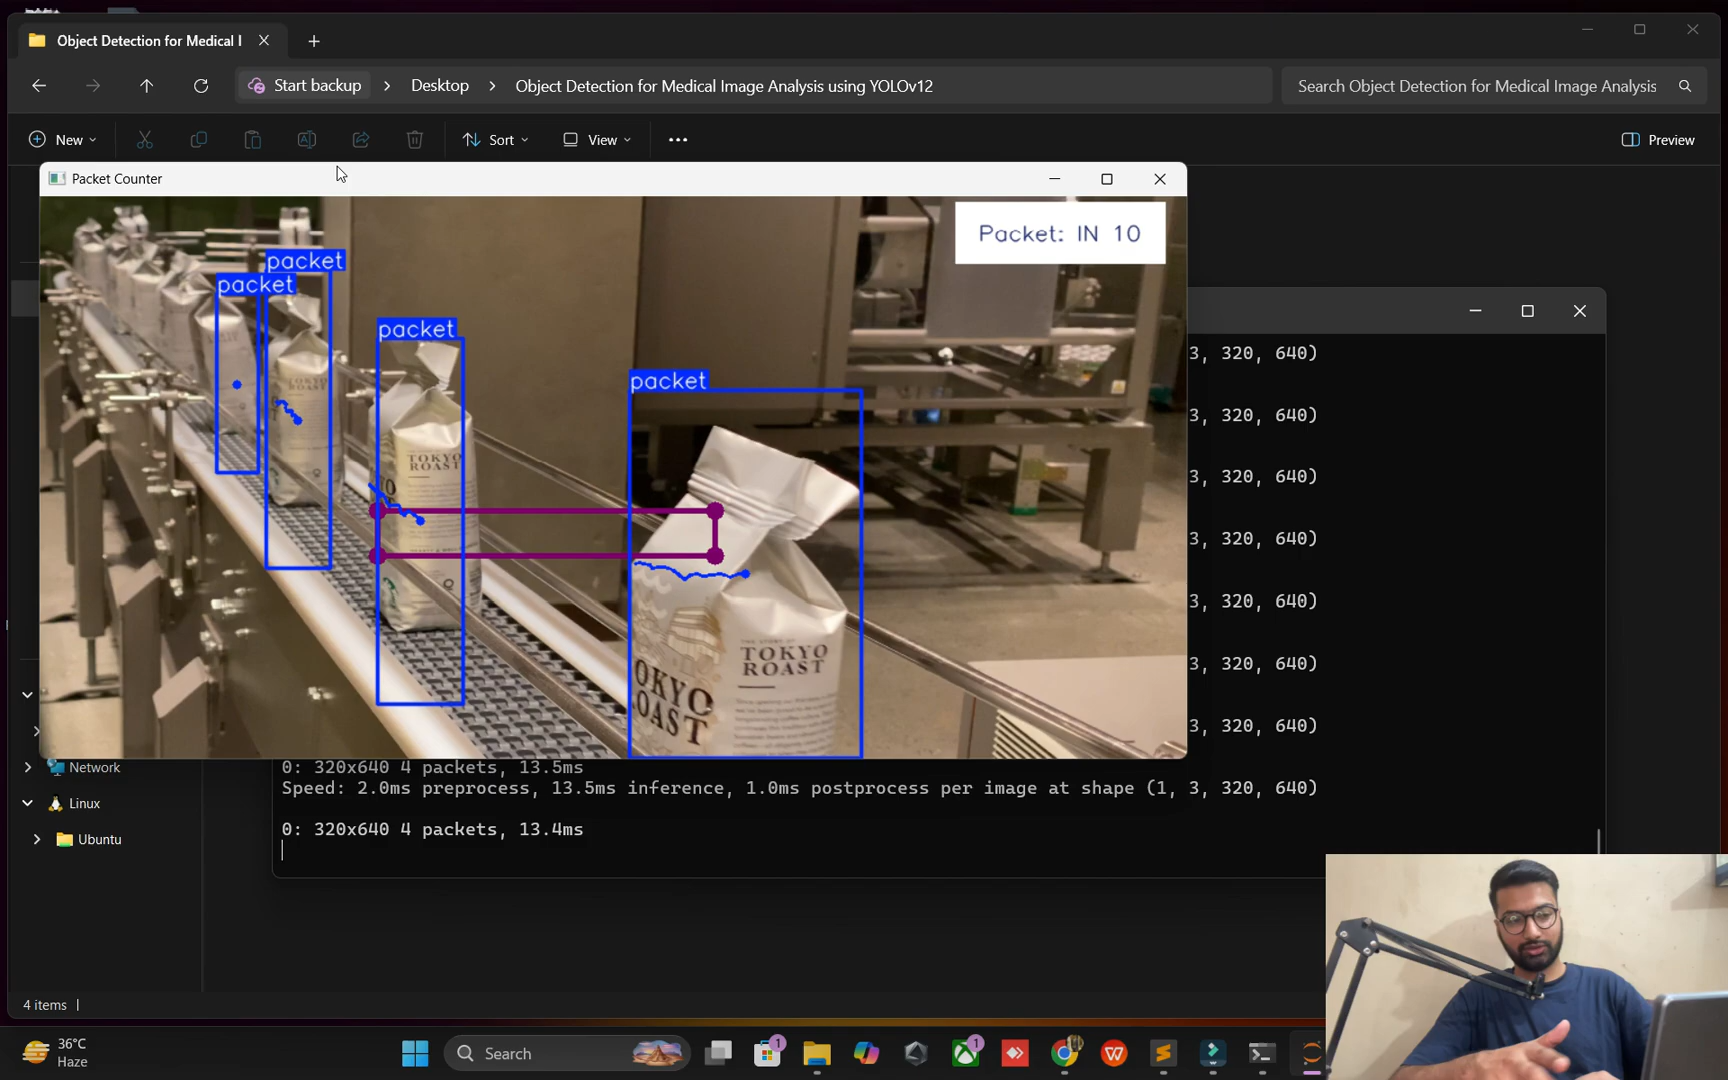 Object Detection for Medical I
Start backup
Desktop
Object Detection for Medical Image Analysis using YOLOv12
Search Object Detection for Medical Image Analysis
New
Sort
View
Preview
Packet Counter
Packet: IN 10
packet
packet
packet
packet
TOKYO
ROAST
TOKYO
ROAST
OKYO
OAST
3, 320, 640)
3, 320, 640)
3, 320, 640)
3, 320, 640)
3, 320, 640)
3, 320, 640)
3, 320, 640)
0: 320x640 4 packets, 13.5ms
Speed: 2.0ms preprocess, 13.5ms inference, 1.0ms postprocess per image at shape (1, 3, 320, 640)
0: 320x640 4 packets, 13.4ms
Network
Linux
Ubuntu
4 items
36°C
Haze
Search
1
1